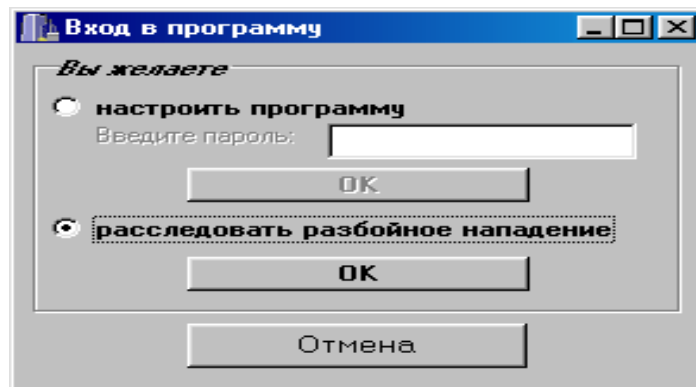 Вход в программу
Вы желаете
настроить программу
Введите пароль:
OK
расследовать разбойное нападение
OK
Отмена